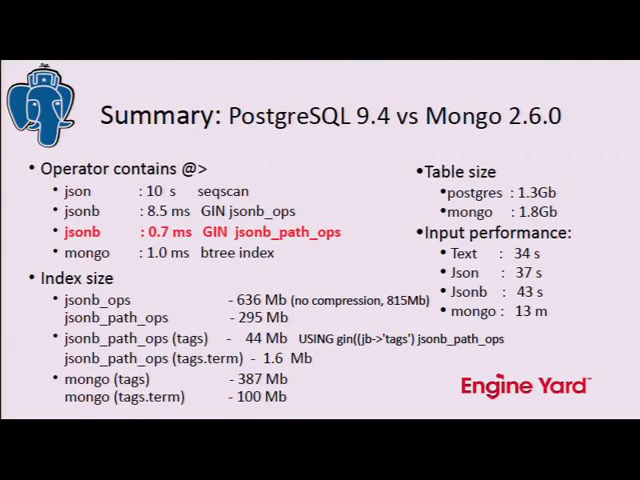 Summary: PostgreSQL 9.4 vs Mongo 2.6.0
• Operator contains @>
• json : 10 s seqscan
• jsonb : 8.5 ms GIN jsonb_ops
• jsonb : 0.7 ms GIN jsonb_path_ops
• mongo : 1.0 ms btree index
• Index size
• jsonb_ops - 636 Mb (no compression, 815Mb)
jsonb_path_ops - 295 Mb
• jsonb_path_ops (tags) - 44 Mb USING gin((jb->'tags') jsonb_path_ops
jsonb_path_ops (tags.term) - 1.6 Mb
• mongo (tags) - 387 Mb
mongo (tags.term) - 100 Mb
•Table size
•postgres : 1.3Gb
•mongo : 1.8Gb
•Input performance:
• Text : 34 s
• Json : 37 s
• Jsonb : 43 s
• mongo : 13 m
Engine Yard™